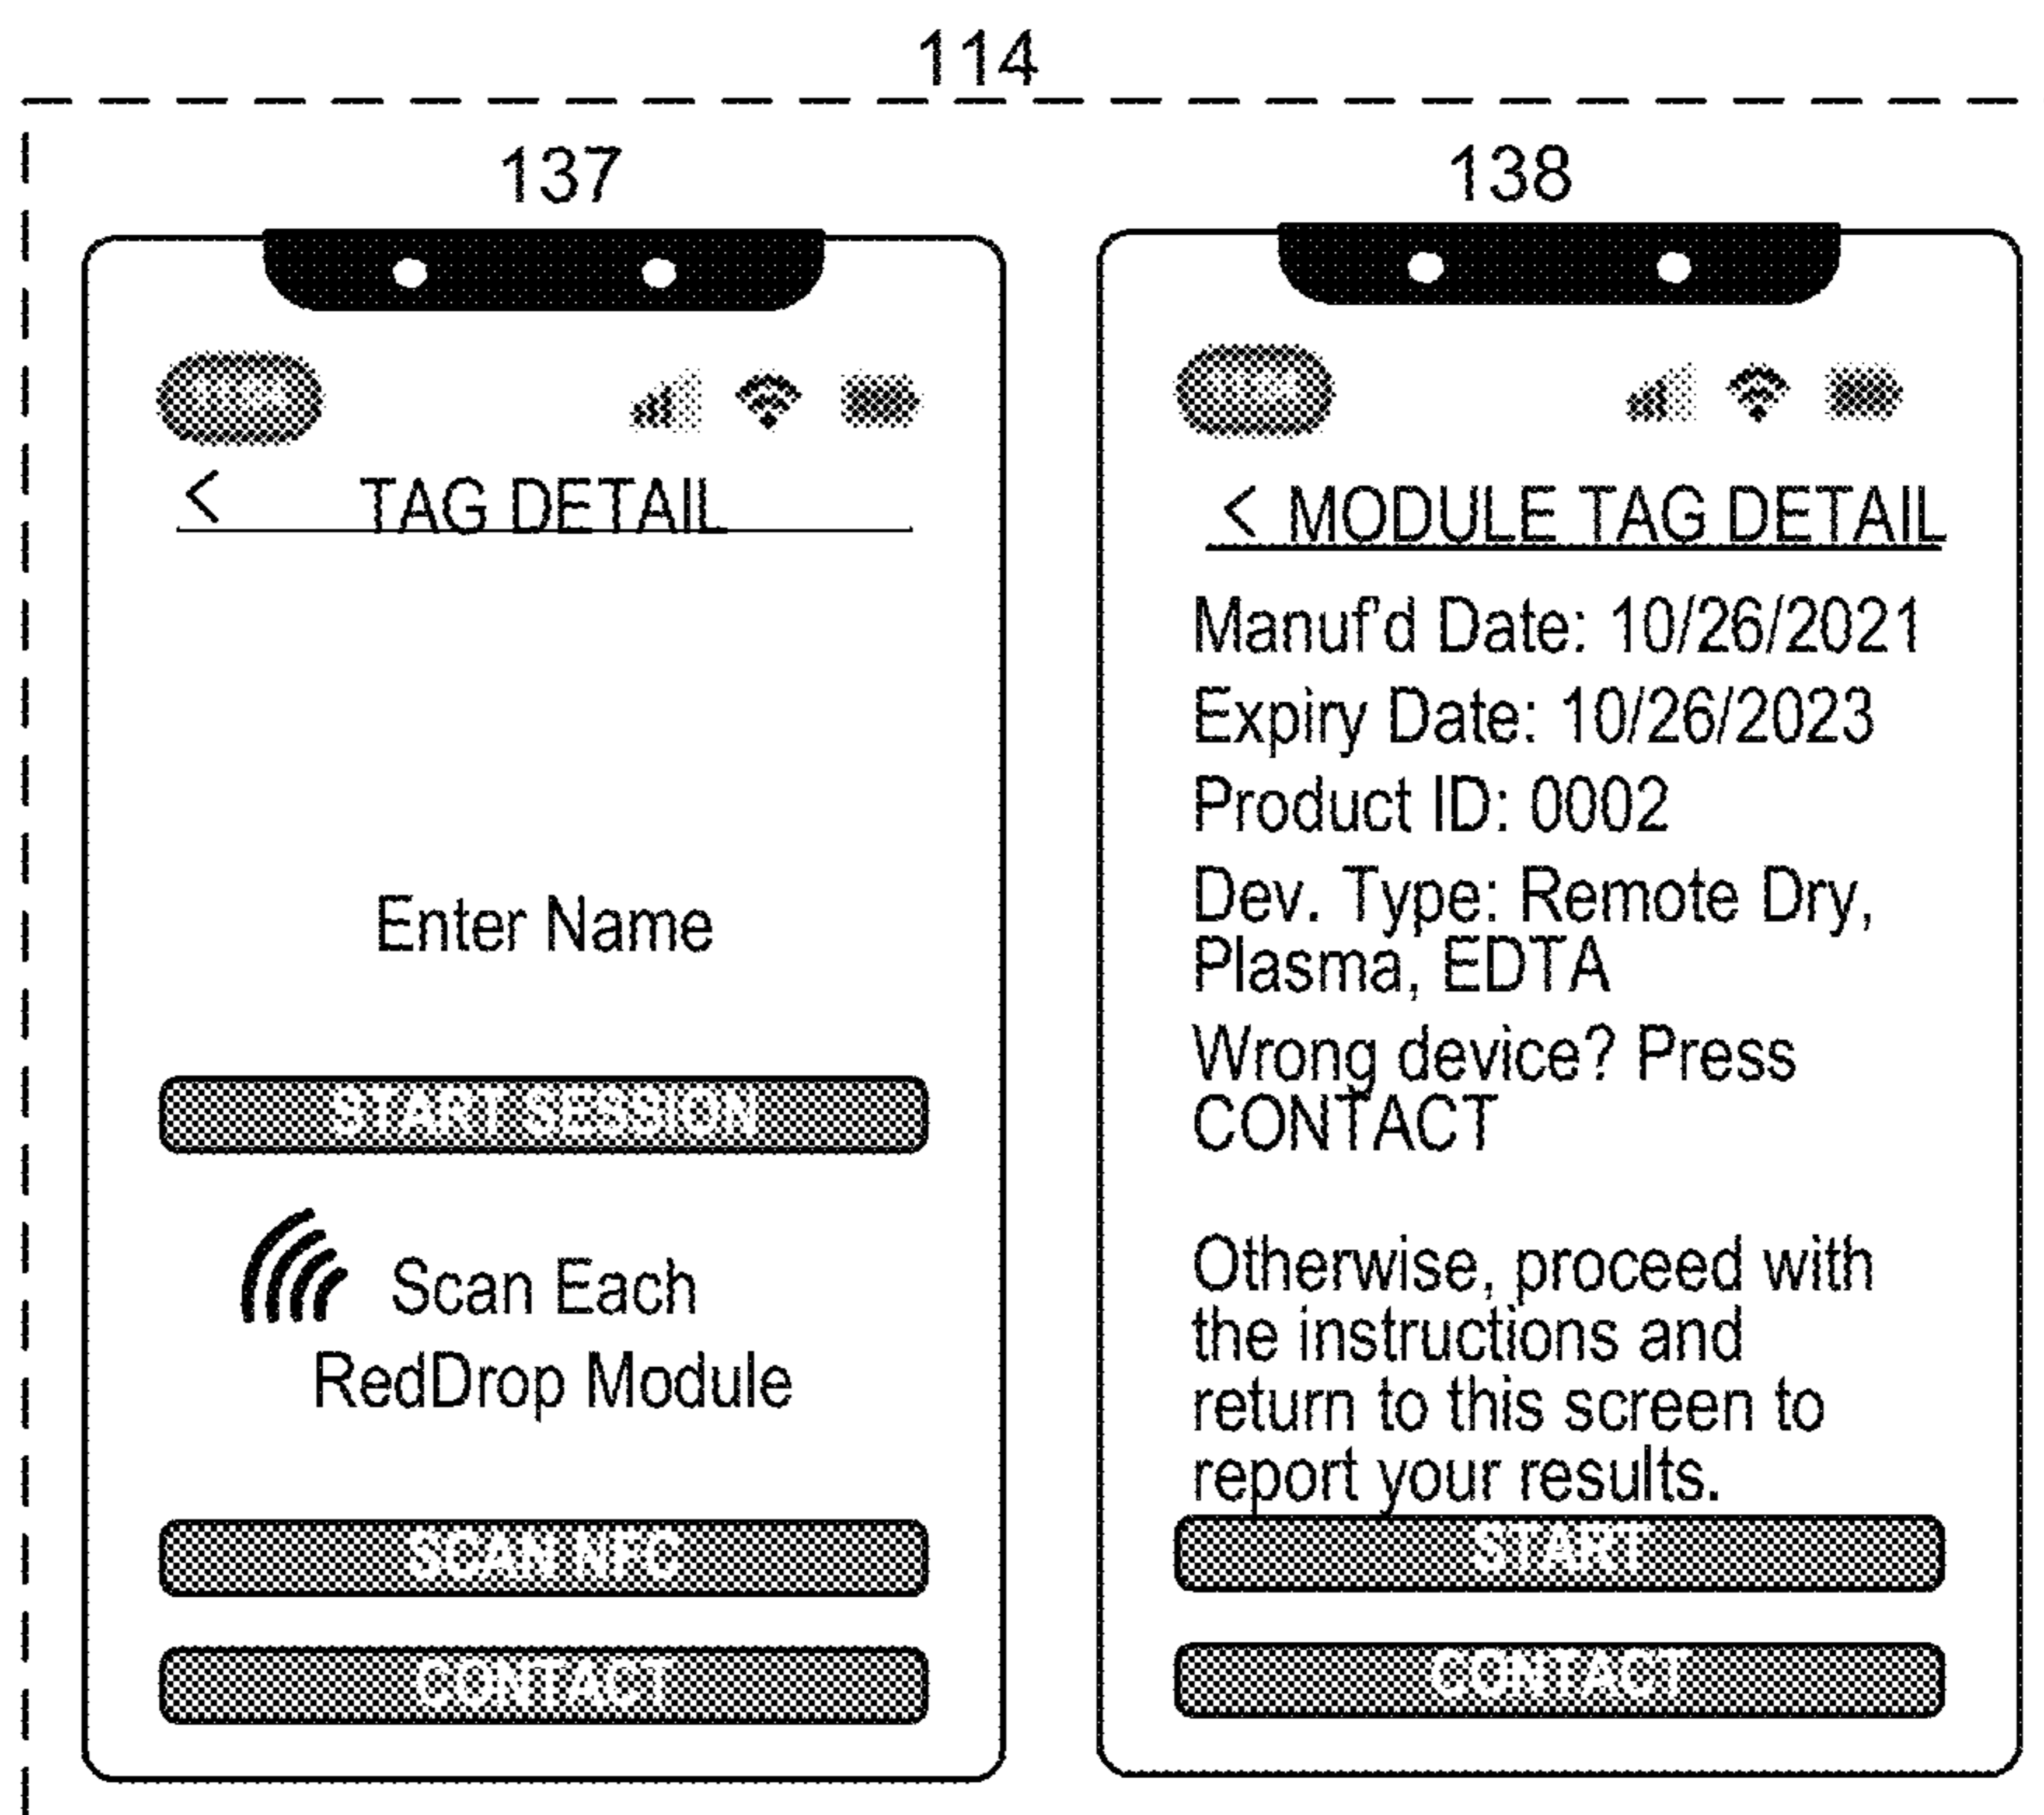 114
137
TAG DETAIL
Enter Name
START SESSION
Scan Each
RedDrop Module
SCAN NFC
CONTACT
138
< MODULE TAG DETAIL
Manuf'd Date: 10/26/2021
Expiry Date: 10/26/2023
Product ID: 0002
Dev. Type: Remote Dry,
Plasma, EDTA
Wrong device? Press
CONTACT
Otherwise, proceed with
the instructions and
return to this screen to
report your results.
START
CONTACT